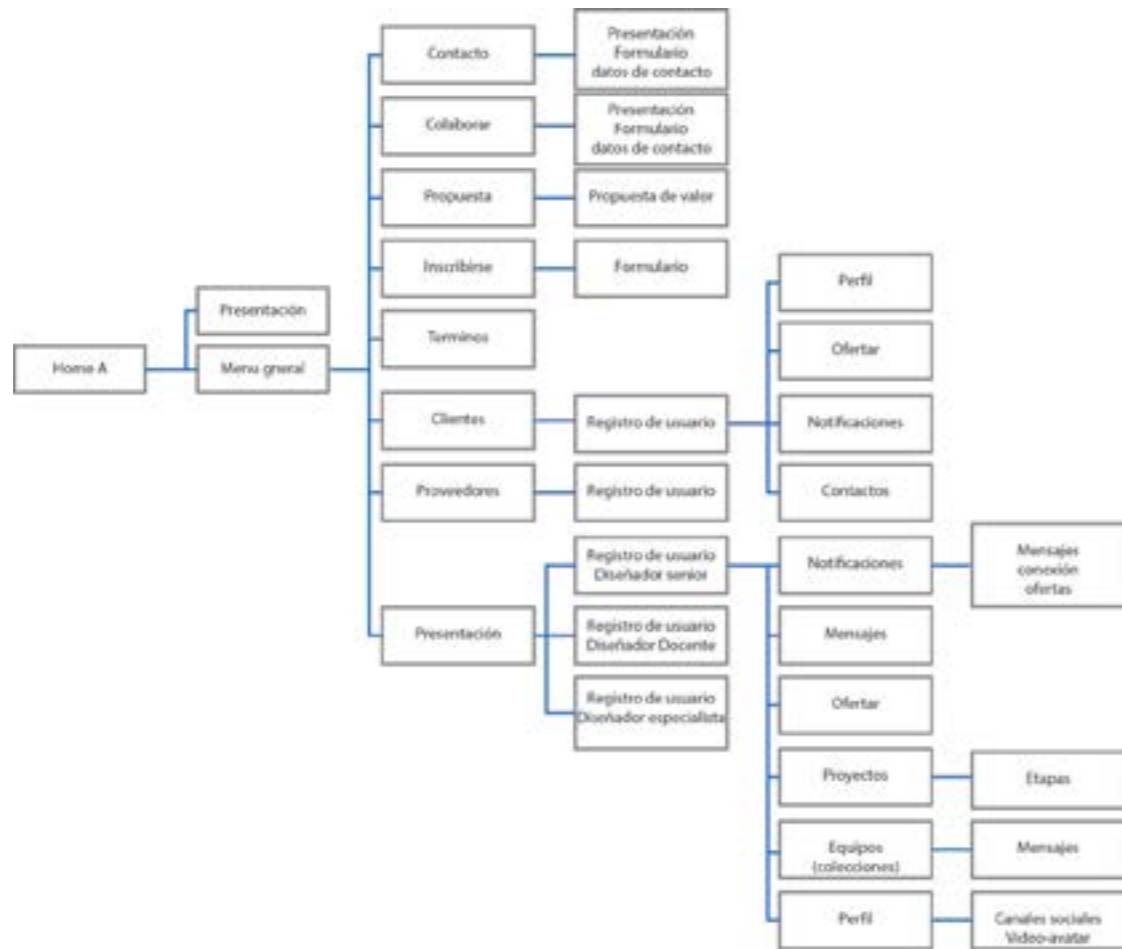 Contacto
Presentación
Formulario
datos de contacto
Colaborar
Presentación
Formulario
datos de contacto
Propuesta
Propuesta de valor
Inscribirse
Formulario
Perfil
Presentación
Terminos
Ofertar
Home A
Menu gneral
Clientes
Registro de usuario
Notificaciones
Proveedores
Registro de usuario
Contactos
Registro de usuario
Diseñador senior
Notificaciones
Mensajes
conexión
ofertas
Presentación
Registro de usuario
Diseñador Docente
Mensajes
Registro de usuario
Diseñador especialista
Ofertar
Proyectos
Etapas
Equipos
(colecciones)
Mensajes
Perfil
Canales sociales
Video-avatar